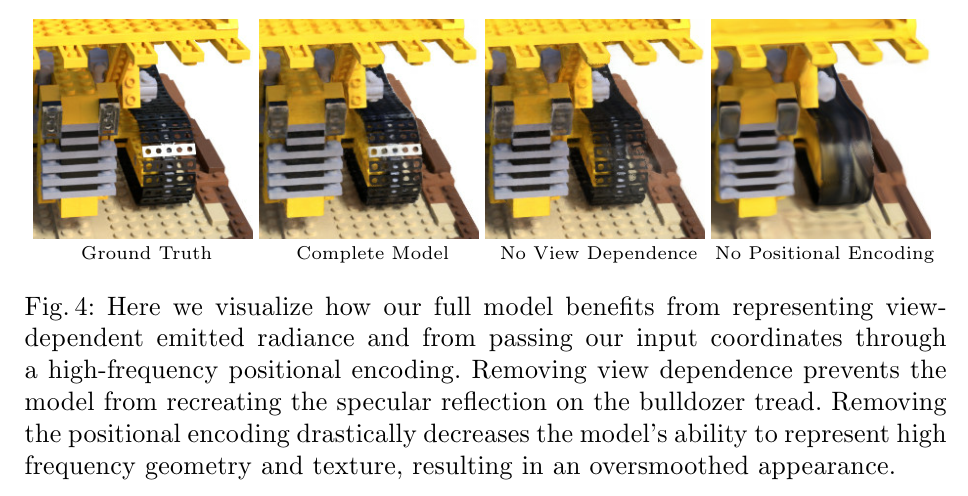 Ground Truth
Complete Model
No View Dependence
No Positional Encoding
Fig. 4: Here we visualize how our full model benefits from representing view-
dependent emitted radiance and from passing our input coordinates through
a high-frequency positional encoding. Removing view dependence prevents the
model from recreating the specular reflection on the bulldozer tread. Removing
the positional encoding drastically decreases the model's ability to represent high
frequency geometry and texture, resulting in an oversmoothed appearance.